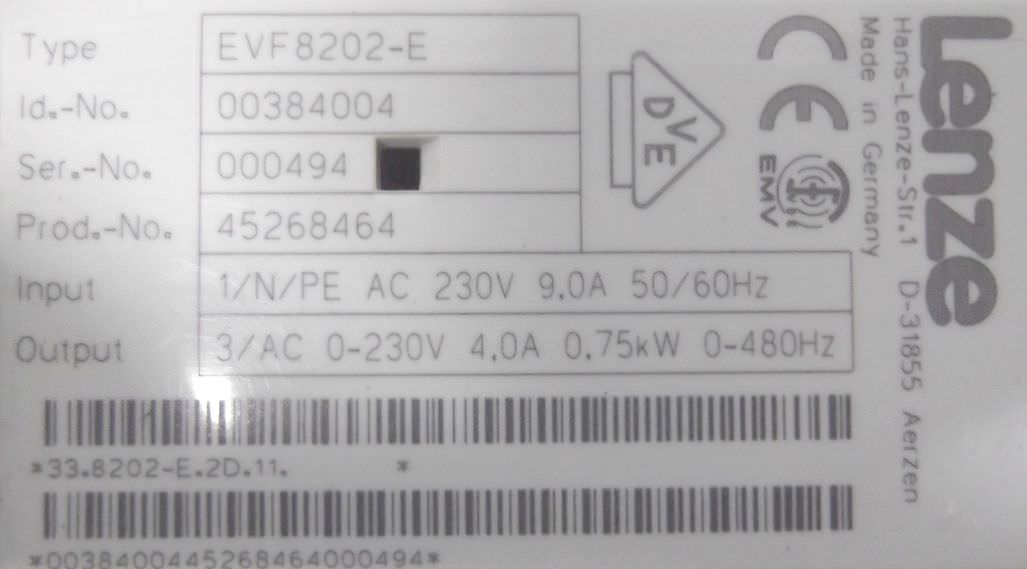 Type EVF8202-E
Id.-No. 00384004
Ser.-No. 000494
Prod.-No. 45268464
Input 1/N/PE AC 230V 9.0A 50/60Hz
Output 3/AC 0-230V 4.0A 0.75kW 0-480Hz
*33.8202-E.2D.11. *
*0038400445268464000494*
DVE
CE
EMV
Made in Germany
Hans-Lenze-Str.1 D-31855 Aerzen
Lenze